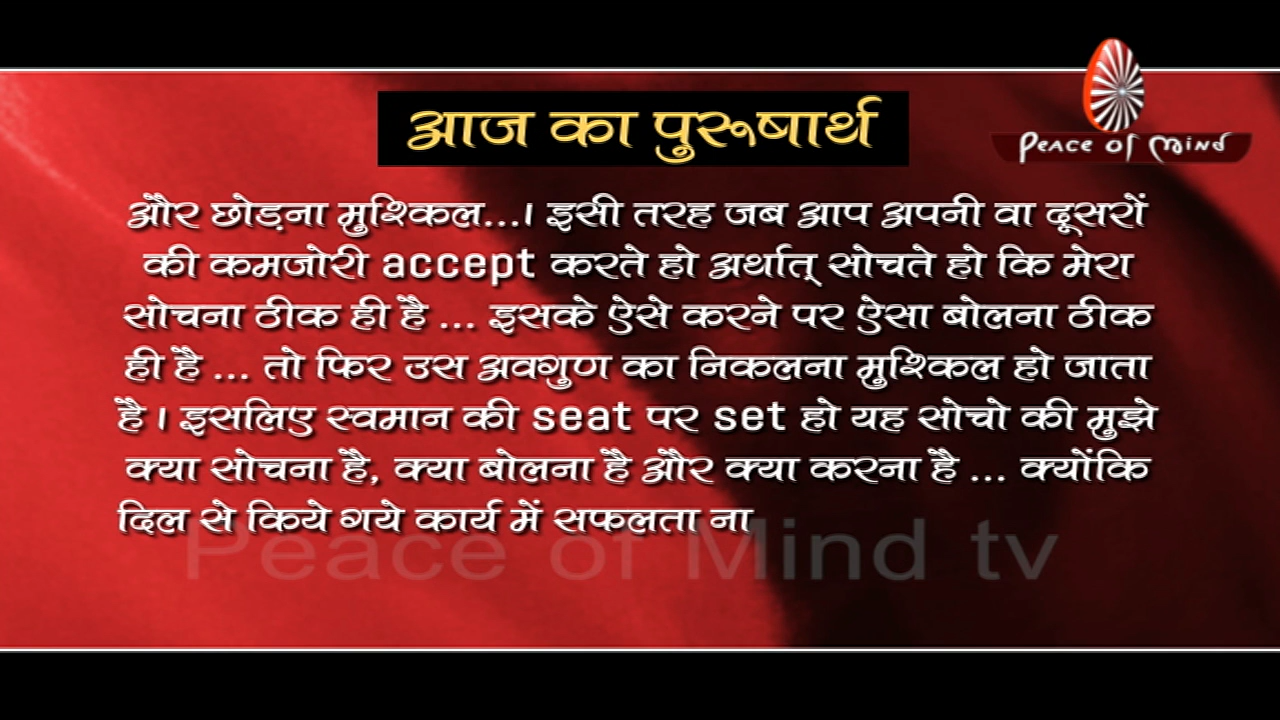 आज का पुरूषार्थ
Peace of Mind
और छोड़ना मुश्किल...। इसी तरह जब आप अपनी वा दूसरों
की कमजोरी accept करते हो अर्थात् सोचते हो कि मेरा
सोचना ठीक ही है ... इसके ऐसे करने पर ऐसा बोलना ठीक
ही है ... तो फिर उस अवगुण का निकलना मुश्किल हो जाता
है। इसलिए स्वमान की seat पर set हो यह सोचो की मुझे
क्या सोचना है, क्या बोलना है और क्या करना है ... क्योंकि
दिल से किये गये कार्य में सफलता ना
Peace of Mind tv